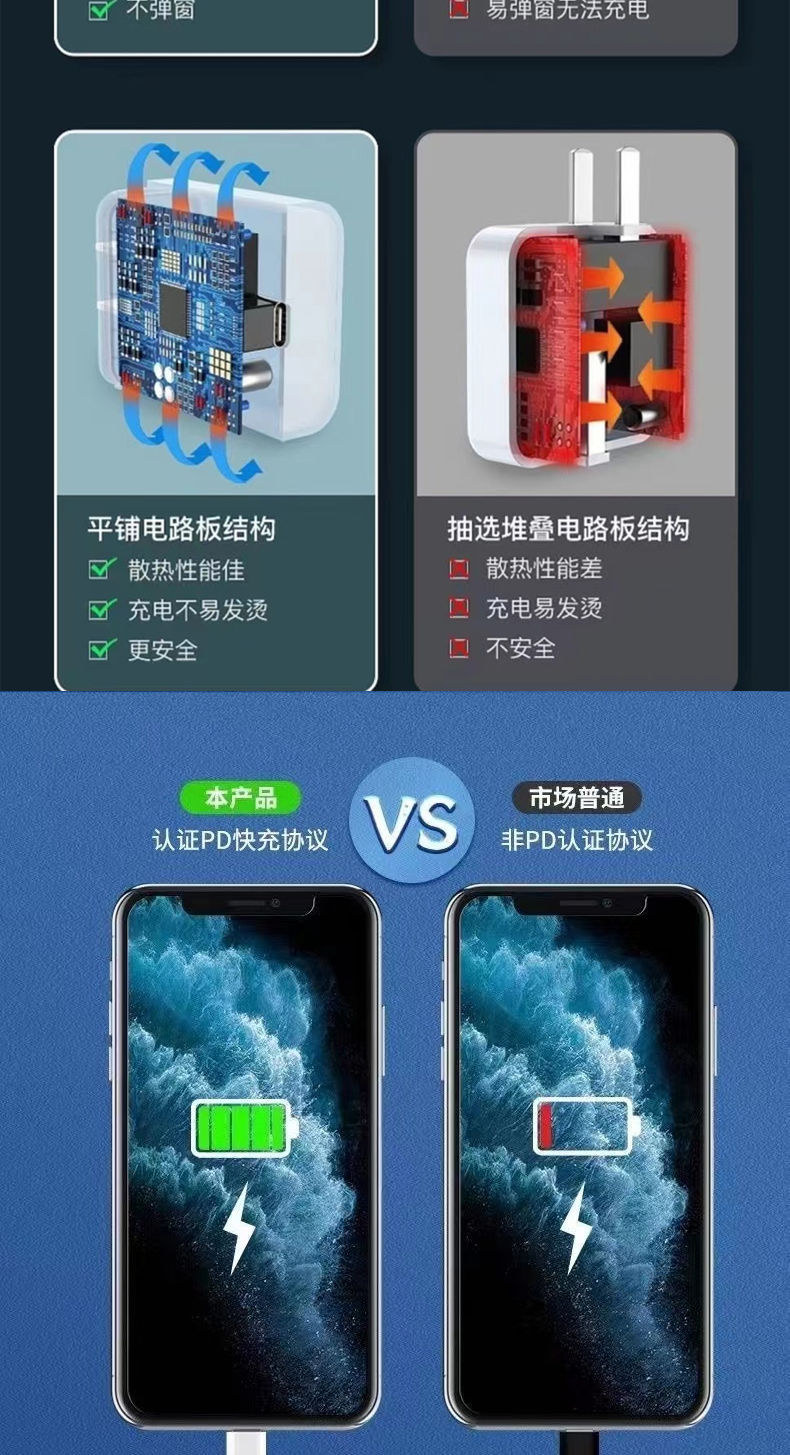 不弹窗
易弹窗无法充电
平铺电路板结构
散热性能佳
充电不易发烫
更安全
抽选堆叠电路板结构
散热性能差
充电易发烫
不安全
本产品
VS
市场普通
认证PD快充协议
非PD认证协议